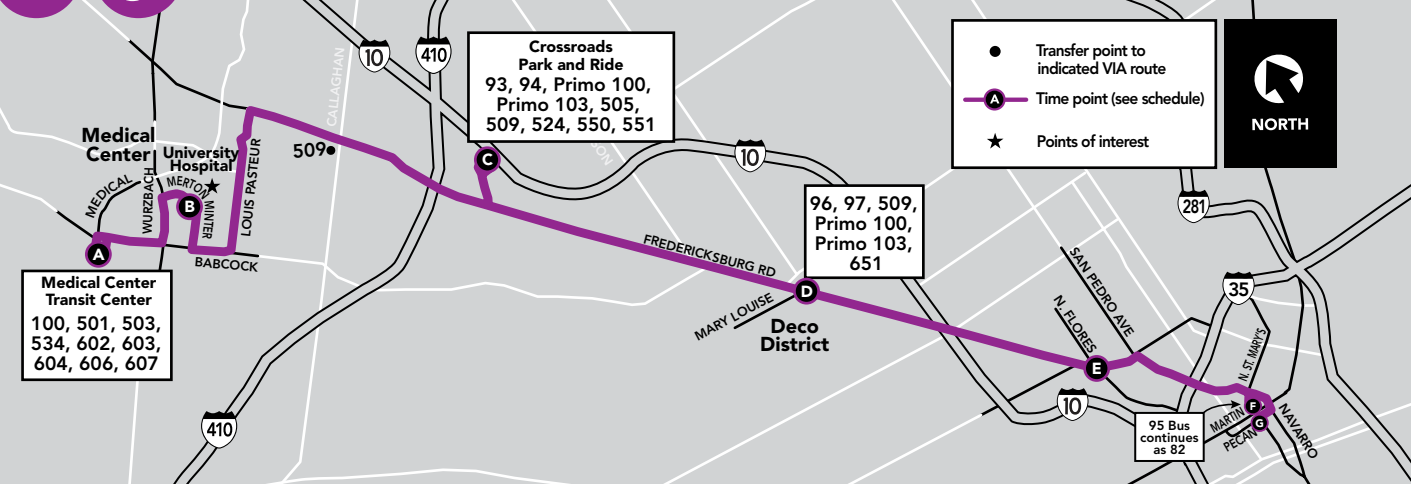 10
410
CALLAGHAN
Crossroads
Park and Ride
93, 94, Primo 100,
Primo 103, 505,
509, 524, 550, 551
Transfer point to
indicated VIA route
A
Time point (see schedule)
Points of interest
NORTH
Medical
Center
University
Hospital
509
MEDICAL
WURZBACH
MERTON
MINTER
LOUIS PASTEUR
BABCOCK
A
B
C
10
281
Medical Center
Transit Center
100, 501, 503,
534, 602, 603,
604, 606, 607
96, 97, 509,
Primo 100,
Primo 103,
651
FREDERICKSBURG RD
MARY LOUISE
D
Deco
District
SAN PEDRO AVE
N. FLORES
E
35
N. ST. MARY'S
10
410
95 Bus
continues
as 82
MARTIN
F
G
PECAN
NAVARRO